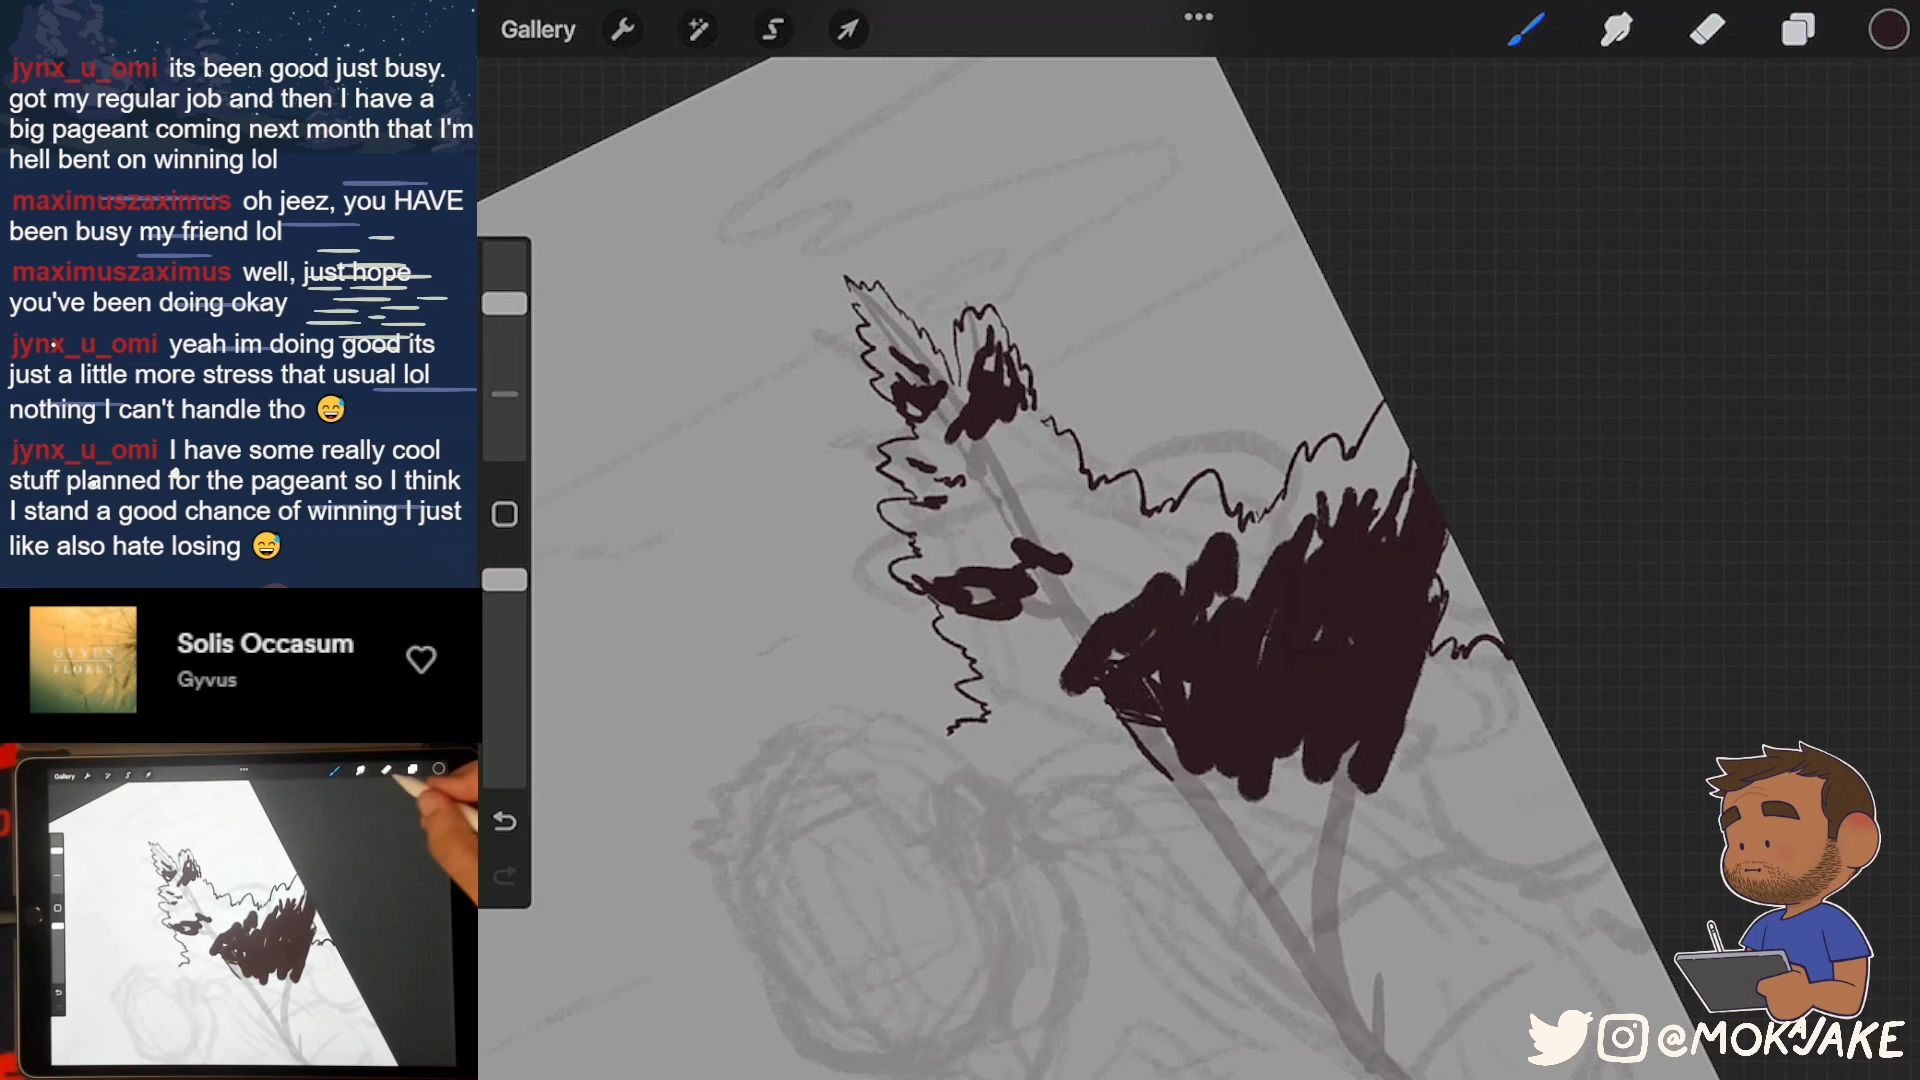 Gallery
jynx_u_omi its been good just busy.
got my regular job and then I have a
big pageant coming next month that I'm
hell bent on winning lol
maximuszaximus oh jeez, you HAVE
been busy my friend lol
maximuszaximus well, just hope
you've been doing okay
jynx_u_omi yeah im doing good its
just a little more stress that usual lol
nothing I can't handle tho 😅
jynx_u_omi I have some really cool
stuff planned for the pageant so I think
I stand a good chance of winning I just
like also hate losing 😅
GYVUS
FLORET
Solis Occasum
Gyvus
Gallery
@MOKAJAKE